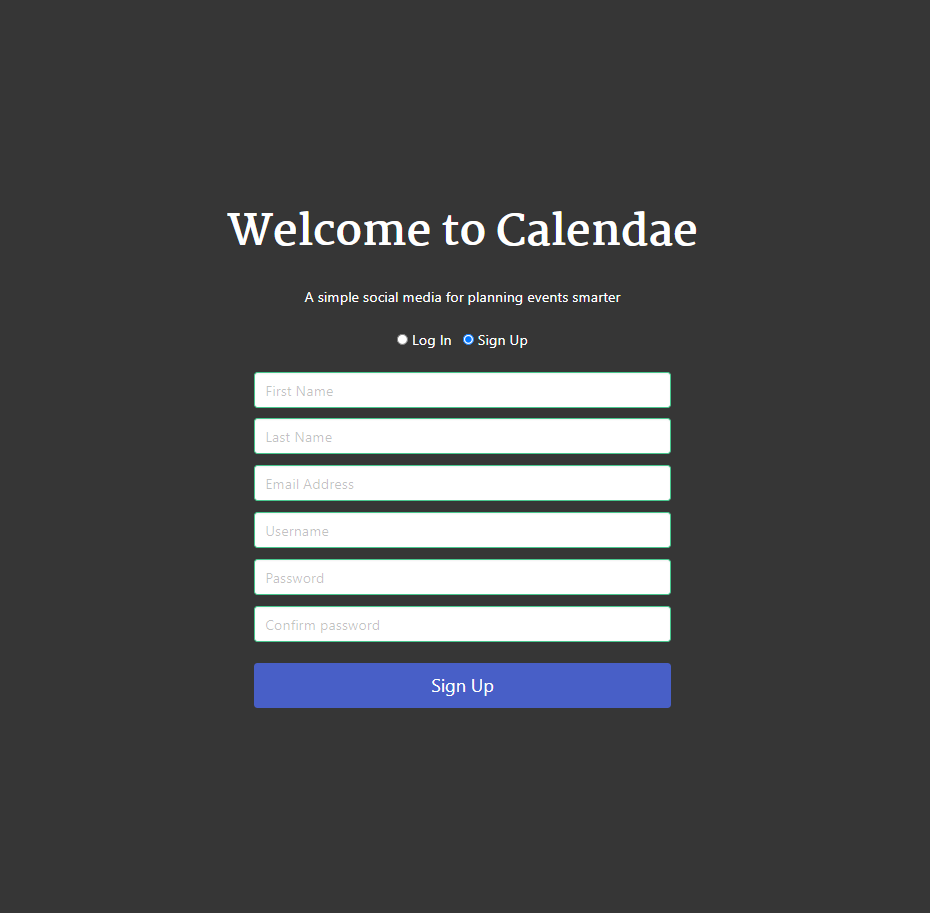 Welcome to Calendae
A simple social media for planning events smarter
Log In Sign Up
First Name
Last Name
Email Address
Username
Password
Confirm password
Sign Up